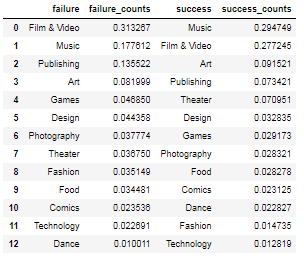 failure failure_counts success success_counts
0 Film & Video 0.313267 Music 0.294749
1 Music 0.177612 Film & Video 0.277245
2 Publishing 0.135522 Art 0.091521
3 Art 0.081999 Publishing 0.073421
4 Games 0.046850 Theater 0.070951
5 Design 0.044358 Design 0.032835
6 Photography 0.037774 Games 0.029173
7 Theater 0.036750 Photography 0.028321
8 Fashion 0.035149 Food 0.028278
9 Food 0.034481 Comics 0.023125
10 Comics 0.023536 Dance 0.022827
11 Technology 0.022691 Fashion 0.014735
12 Dance 0.010011 Technology 0.012819